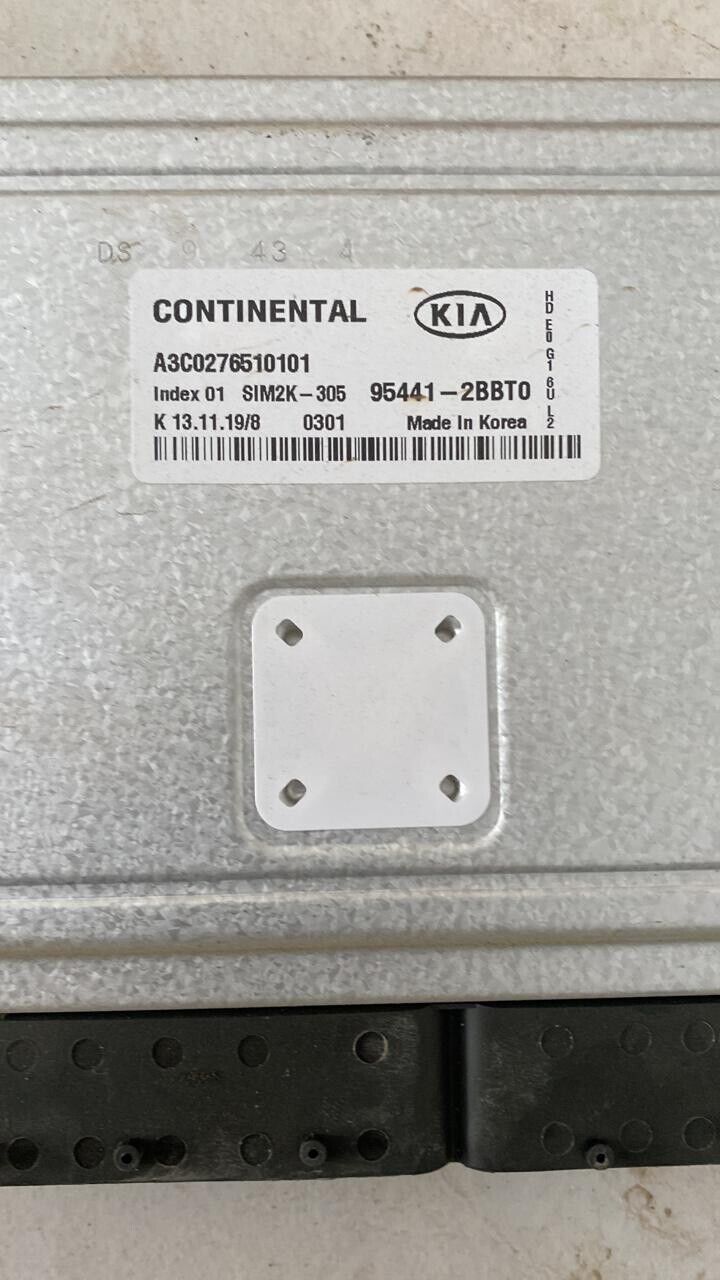 DS 9 43 4
CONTINENTAL
KIA
A3C0276510101
Index 01 SIM2K-305 95441-2BBT0
K 13.11.19/8 0301 Made In Korea
HD E0 G1 6U L2